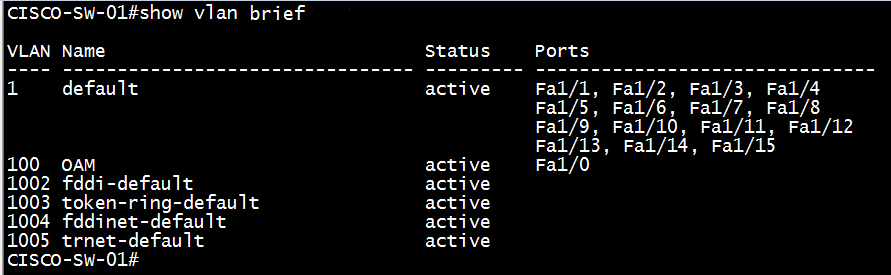 CISCO-SW-01#show vlan brief
VLAN Name                             Status    Ports
---- -------------------------------- --------- -------------------------------
1    default                          active    Fa1/1, Fa1/2, Fa1/3, Fa1/4
                                                Fa1/5, Fa1/6, Fa1/7, Fa1/8
                                                Fa1/9, Fa1/10, Fa1/11, Fa1/12
                                                Fa1/13, Fa1/14, Fa1/15
100  OAM                              active    Fa1/0
1002 fddi-default                     active
1003 token-ring-default               active
1004 fddinet-default                  active
1005 trnet-default                    active
CISCO-SW-01#